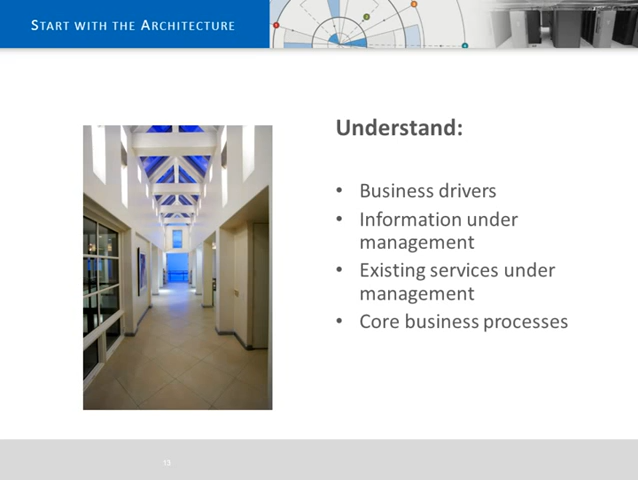 START WITH THE ARCHITECTURE
Understand:
• Business drivers
• Information under
management
• Existing services under
management
• Core business processes
13